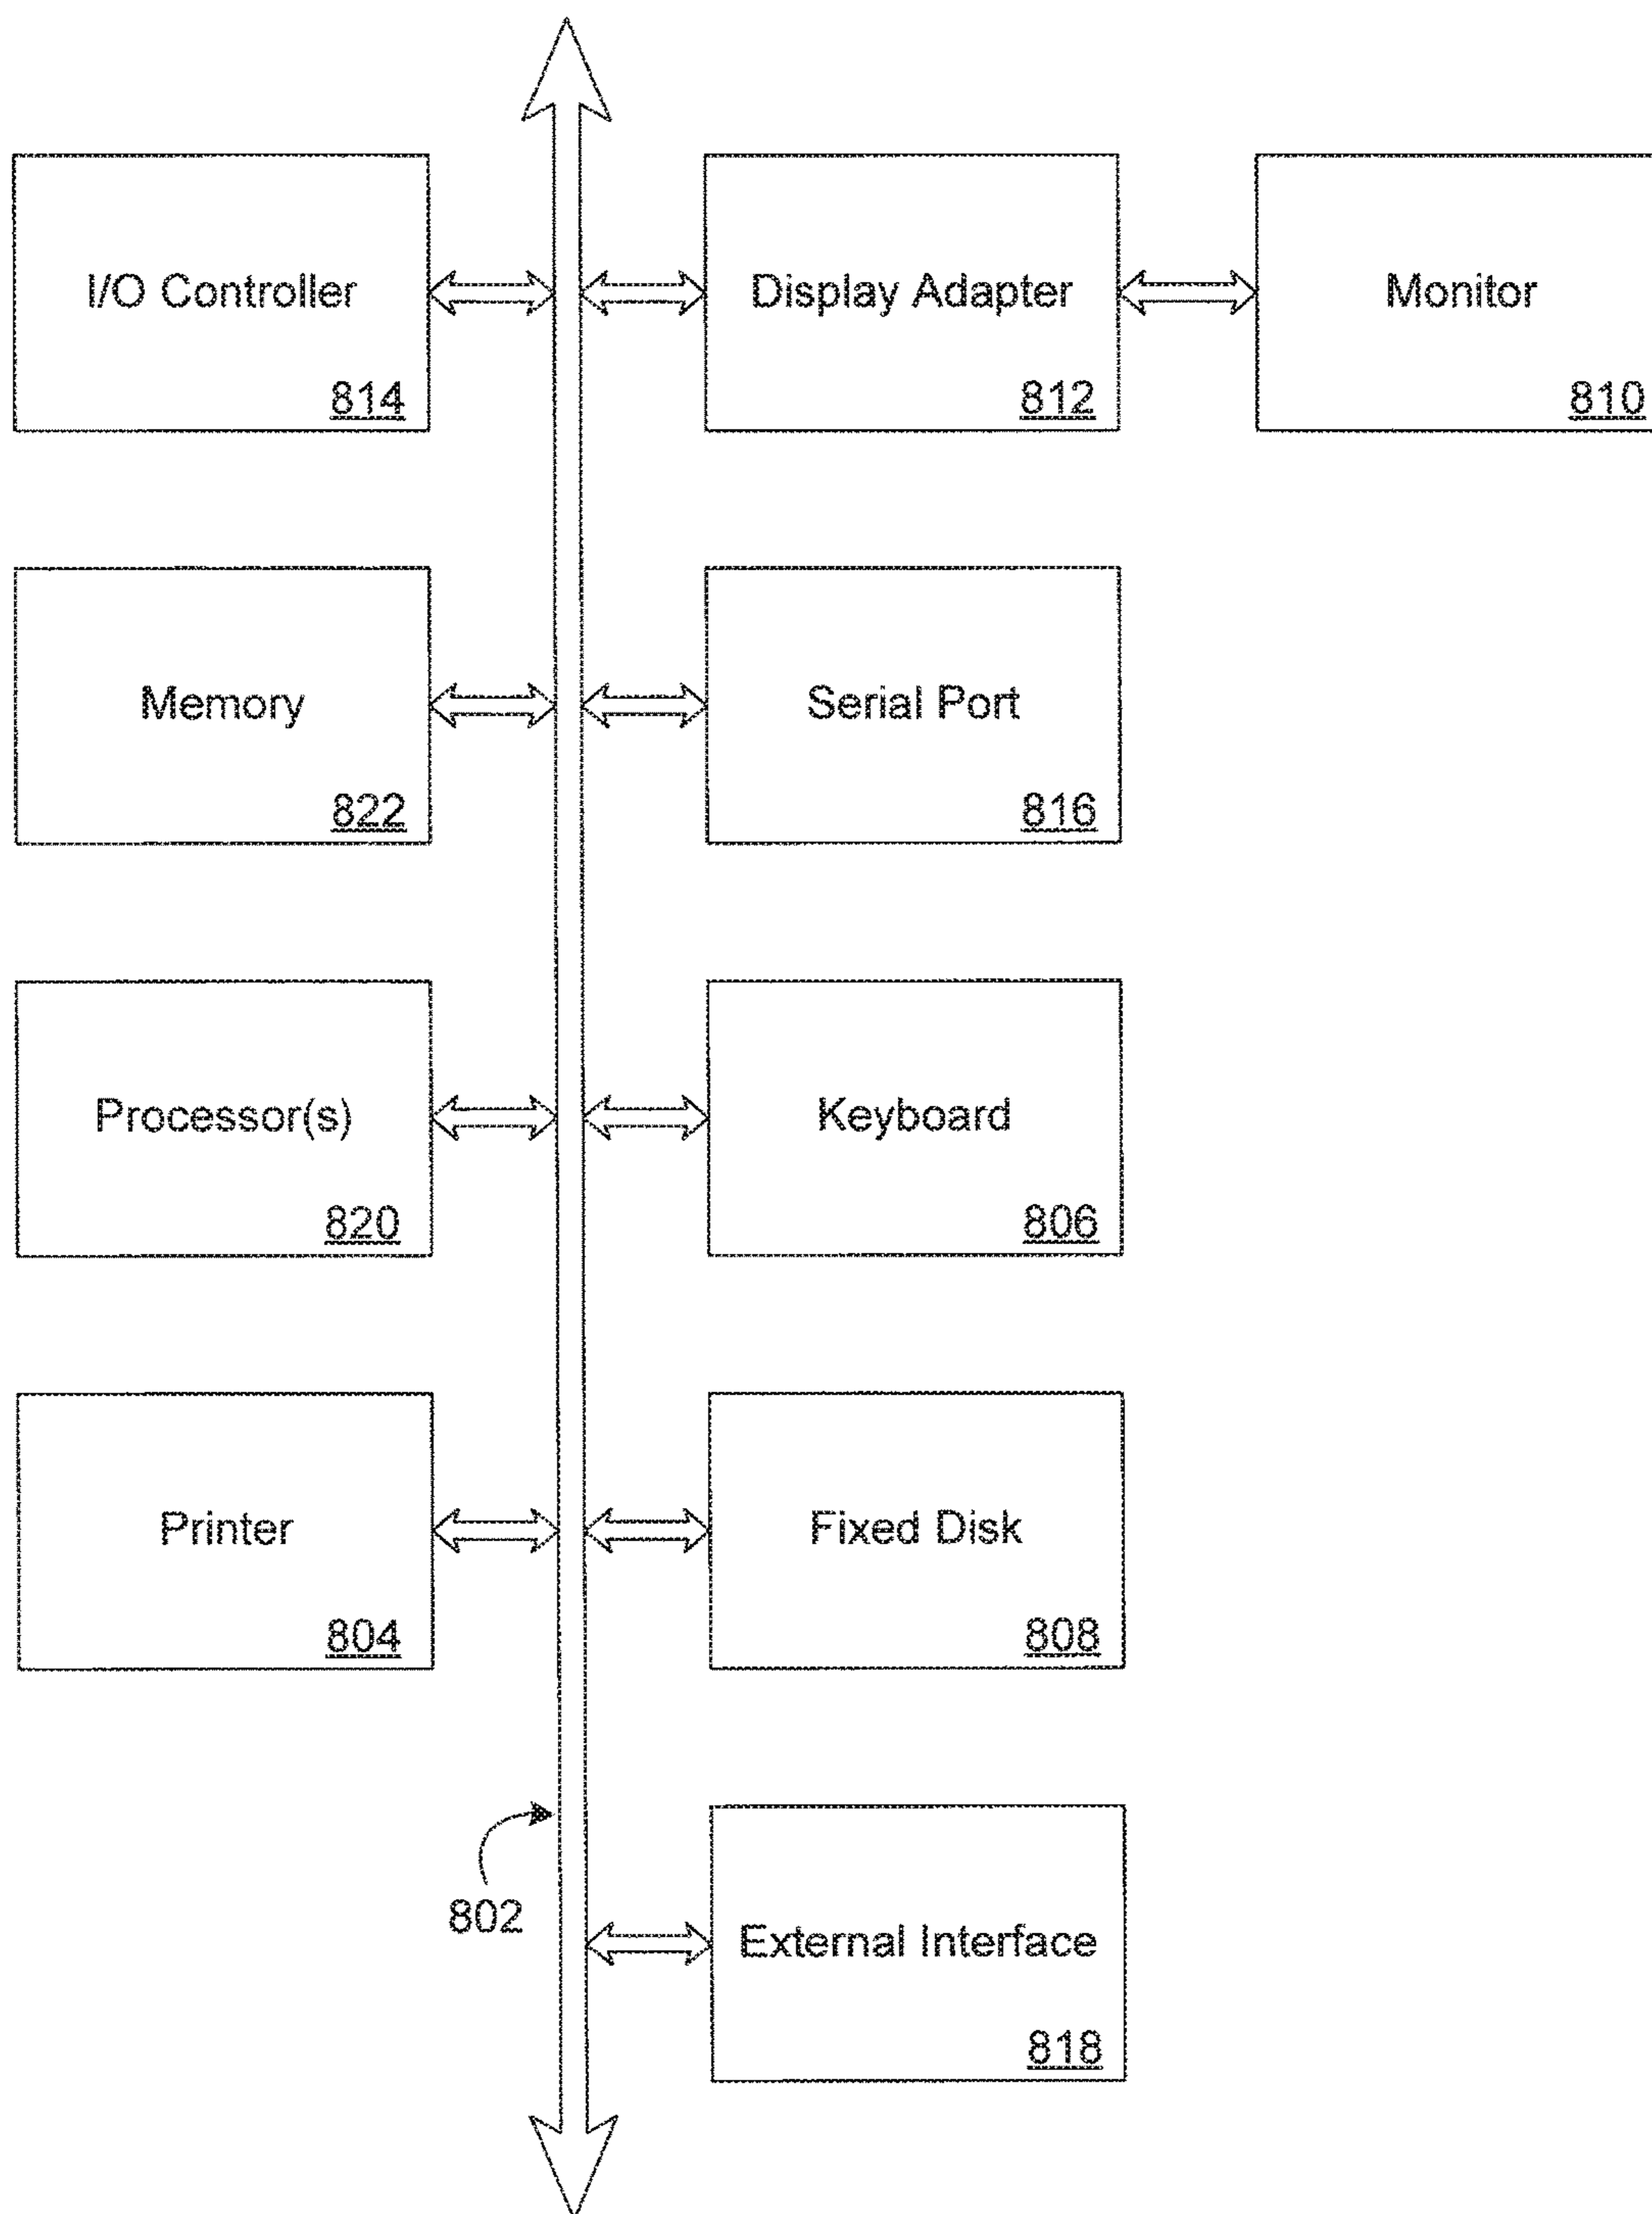 I/O Controller
814
Display Adapter
812
Monitor
810
Memory
822
Serial Port
816
Processor(s)
820
Keyboard
806
Printer
804
Fixed Disk
808
802
External Interface
818